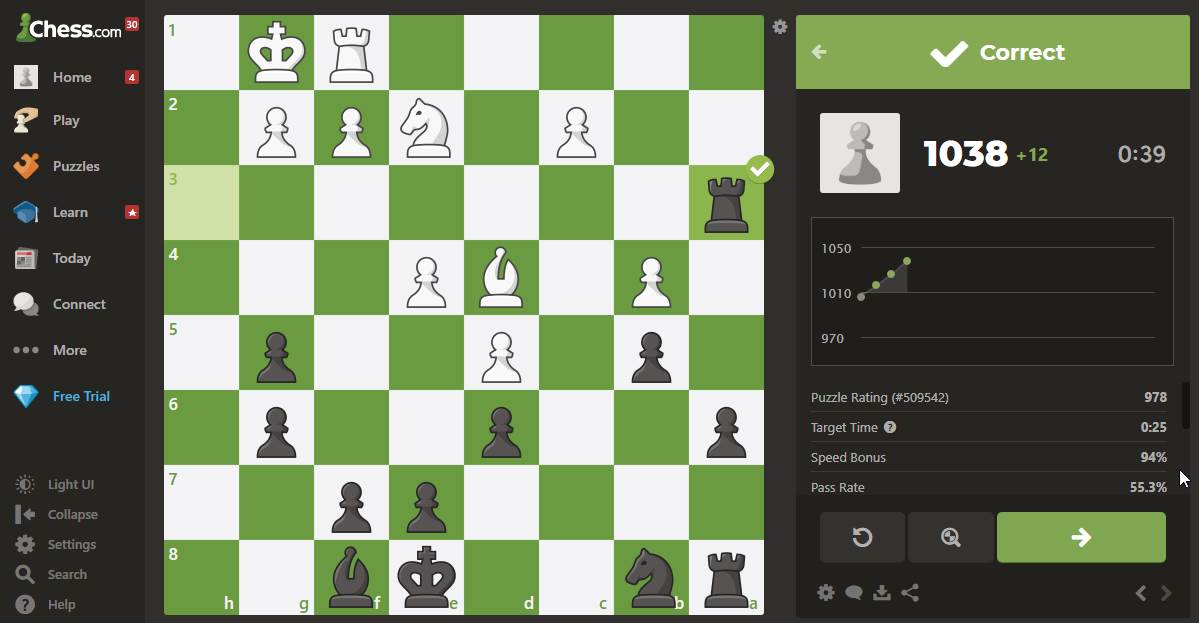 Chess.com 30
Home 4
Play
Puzzles
Learn
Today
Connect
More
Free Trial
Light UI
Collapse
Settings
Search
Help
1
2
3
4
5
6
7
8
h g f e d c b a
Correct
1038 +12 0:39
1050
1010
970
Puzzle Rating (#509542) 978
Target Time ? 0:25
Speed Bonus 94%
Pass Rate 55.3%